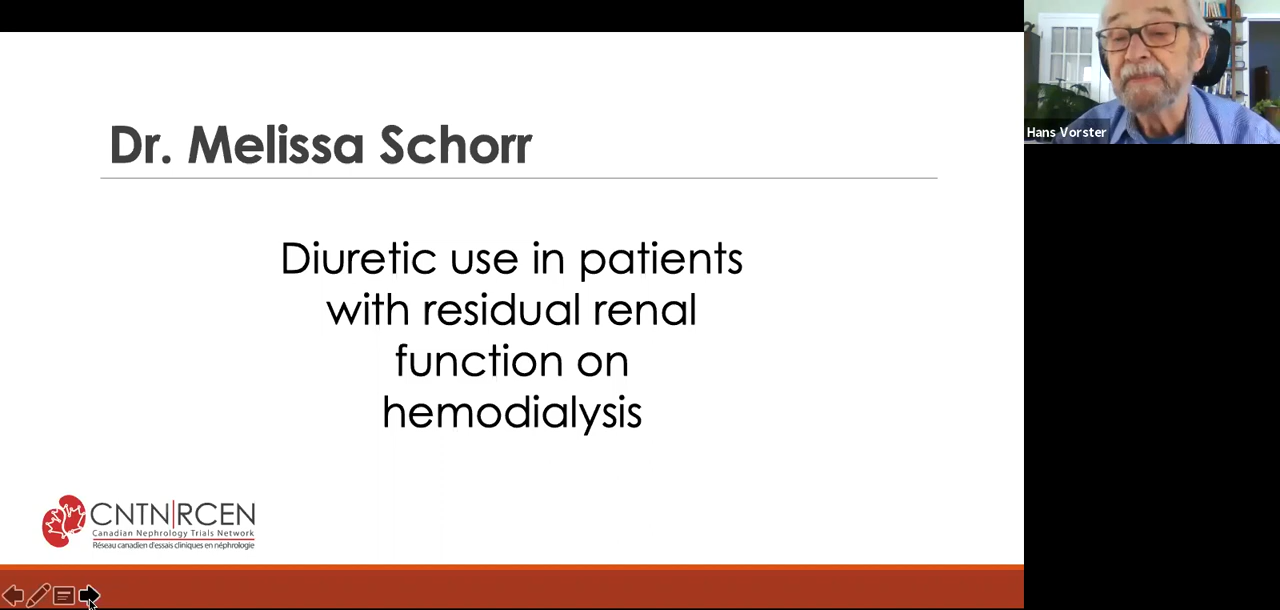 Dr. Melissa Schorr
Diuretic use in patients
with residual renal
function on
hemodialysis
CNTN|RCEN
Canadian Nephrology Trials Network
Réseau canadien d'essais cliniques en néphrologie
Hans Vorster